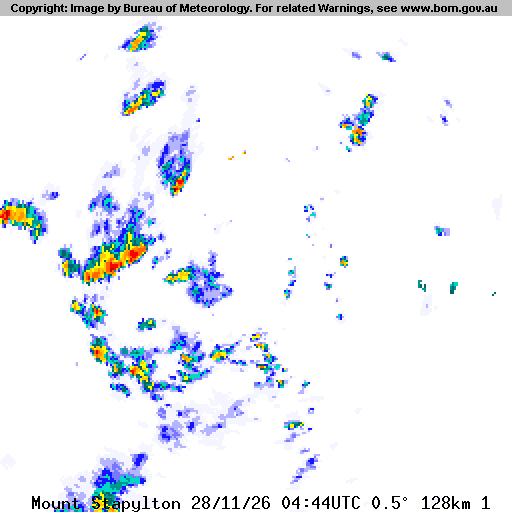 Copyright: Image by Bureau of Meteorology. For related Warnings, see www.bom.gov.au
Mount Stapylton 28/11/26 04:44UTC 0.5° 128km 1